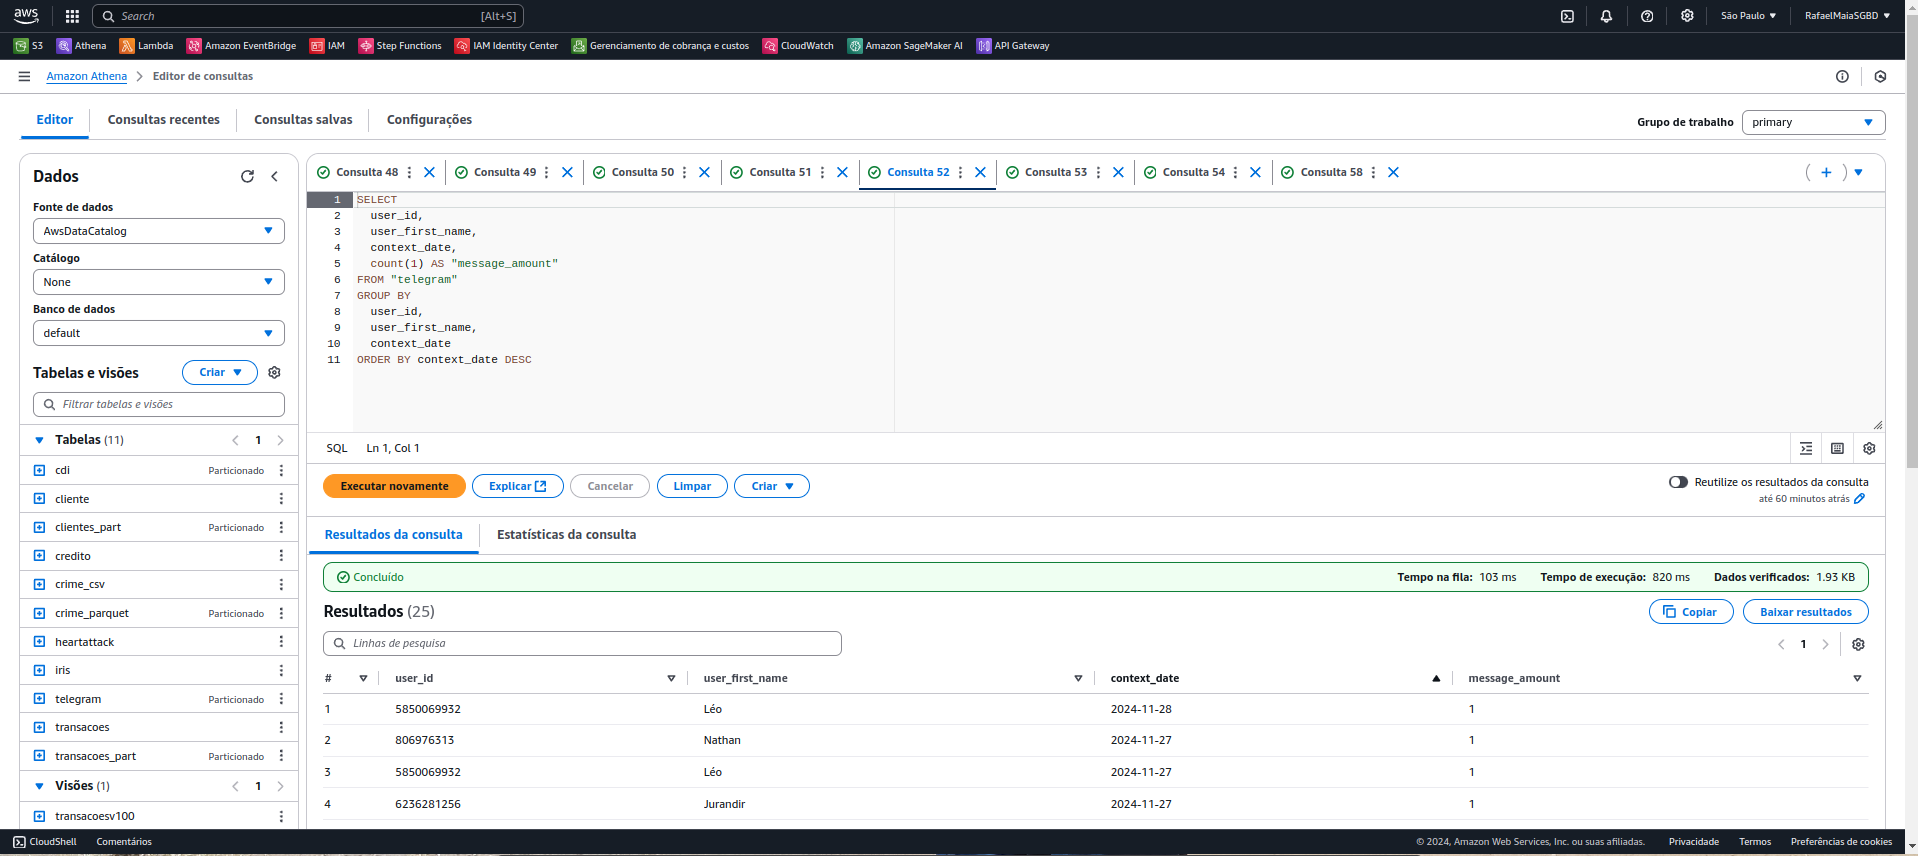 aws
Search [Alt+S]
São Paulo RafaelMaiaSGBD
S3 Athena Lambda Amazon EventBridge IAM Step Functions IAM Identity Center Gerenciamento de cobrança e custos CloudWatch Amazon SageMaker AI API Gateway
Amazon Athena > Editor de consultas
Editor Consultas recentes Consultas salvas Configurações
Grupo de trabalho primary
Dados
Fonte de dados
AwsDataCatalog
Catálogo
None
Banco de dados
default
Tabelas e visões Criar
Filtrar tabelas e visões
Tabelas (11) < 1 >
cdi Particionado
cliente
clientes_part Particionado
credito
crime_csv
crime_parquet Particionado
heartattack
iris
telegram Particionado
transacoes
transacoes_part Particionado
Visões (1) < 1 >
transacoesv100
Consulta 48 Consulta 49 Consulta 50 Consulta 51 Consulta 52 Consulta 53 Consulta 54 Consulta 58
1 SELECT
2 user_id,
3 user_first_name,
4 context_date,
5 count(1) AS "message_amount"
6 FROM "telegram"
7 GROUP BY
8 user_id,
9 user_first_name,
10 context_date
11 ORDER BY context_date DESC
SQL Ln 1, Col 1
Executar novamente Explicar Cancelar Limpar Criar
Reutilize os resultados da consulta
até 60 minutos atrás
Resultados da consulta Estatísticas da consulta
Concluído Tempo na fila: 103 ms Tempo de execução: 820 ms Dados verificados: 1.93 KB
Resultados (25) Copiar Baixar resultados
Linhas de pesquisa
< 1 >
# user_id user_first_name context_date message_amount
1 5850069932 Léo 2024-11-28 1
2 806976313 Nathan 2024-11-27 1
3 5850069932 Léo 2024-11-27 1
4 6236281256 Jurandir 2024-11-27 1
CloudShell Comentários © 2024, Amazon Web Services, Inc. ou suas afiliadas. Privacidade Termos Preferências de cookies